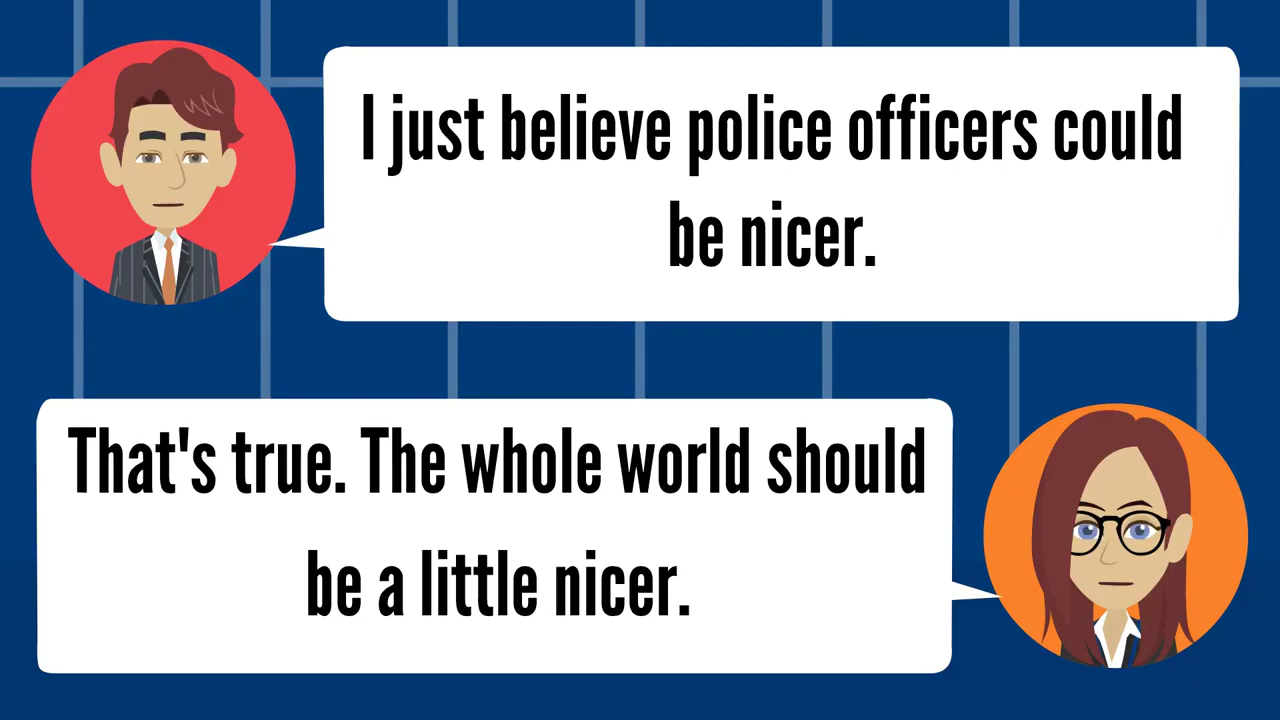 I just believe police officers could
be nicer.
That's true. The whole world should
be a little nicer.